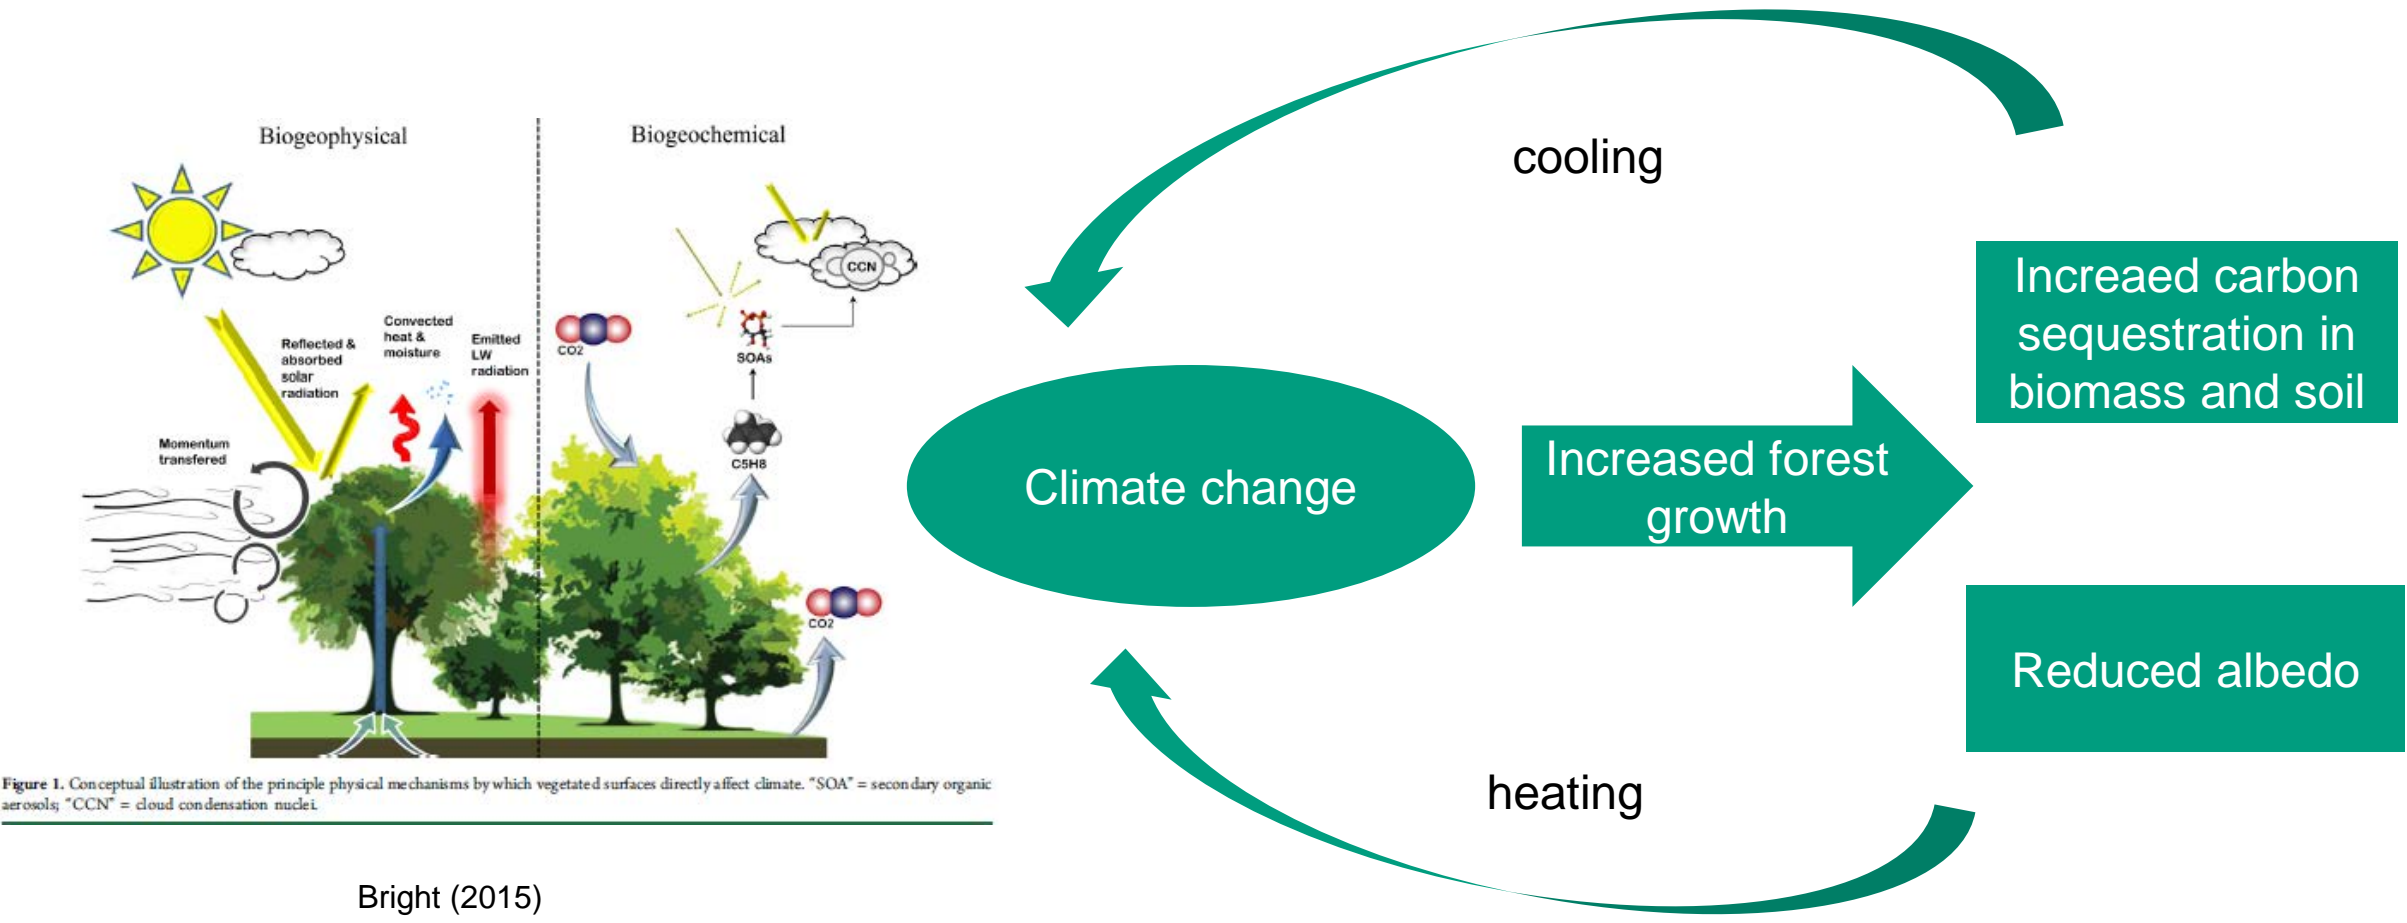 Biogeophysical
Biogeochemical
Reflected &
absorbed
solar
radiation
Convected
heat &
moisture
Emitted
LW
radiation
Momentum
transfered
CO2
SOAs
CCN
C5H8
CO2
Figure 1. Conceptual illustration of the principle physical mechanisms by which vegetated surfaces directly affect climate. "SOA" = secondary organic
aerosols; "CCN" = cloud condensation nuclei.
Bright (2015)
cooling
Climate change
Increased forest
growth
Increaed carbon
sequestration in
biomass and soil
Reduced albedo
heating